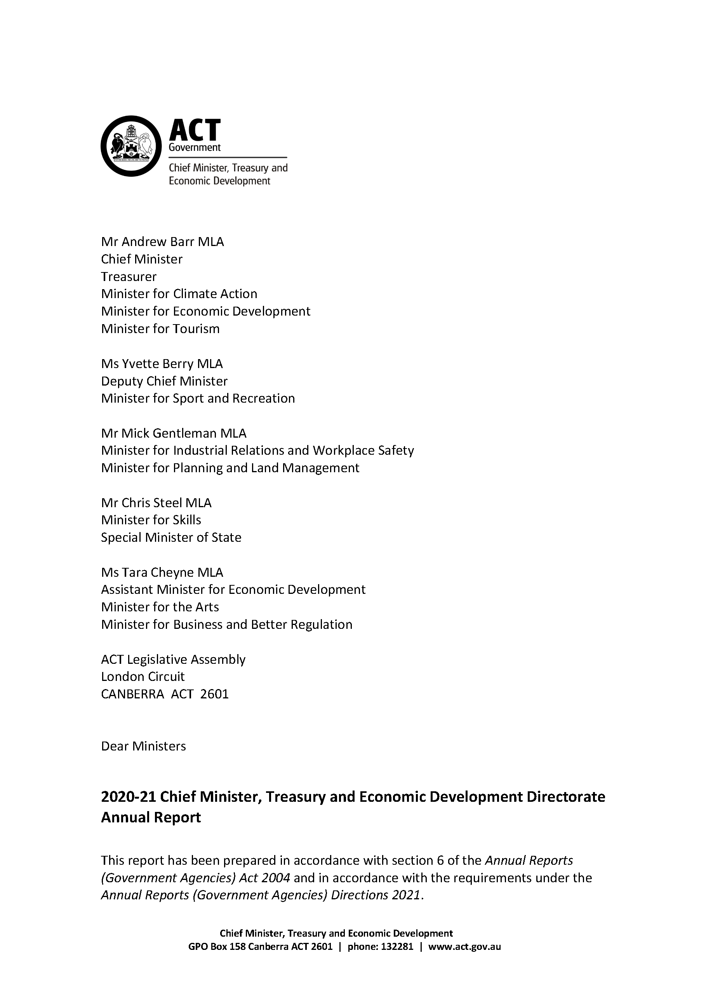 ACT
Government
Chief Minister, Treasury and
Economic Development
FOR THE QUEEN, THE LAW, AND THE PEOPLE
Mr Andrew Barr MLA
Chief Minister
Treasurer
Minister for Climate Action
Minister for Economic Development
Minister for Tourism
Ms Yvette Berry MLA
Deputy Chief Minister
Minister for Sport and Recreation
Mr Mick Gentleman MLA
Minister for Industrial Relations and Workplace Safety
Minister for Planning and Land Management
Mr Chris Steel MLA
Minister for Skills
Special Minister of State
Ms Tara Cheyne MLA
Assistant Minister for Economic Development
Minister for the Arts
Minister for Business and Better Regulation
ACT Legislative Assembly
London Circuit
CANBERRA  ACT  2601
Dear Ministers
2020-21 Chief Minister, Treasury and Economic Development Directorate
Annual Report
This report has been prepared in accordance with section 6 of the Annual Reports
(Government Agencies) Act 2004 and in accordance with the requirements under the
Annual Reports (Government Agencies) Directions 2021.
Chief Minister, Treasury and Economic Development
GPO Box 158 Canberra ACT 2601 | phone: 132281 | www.act.gov.au